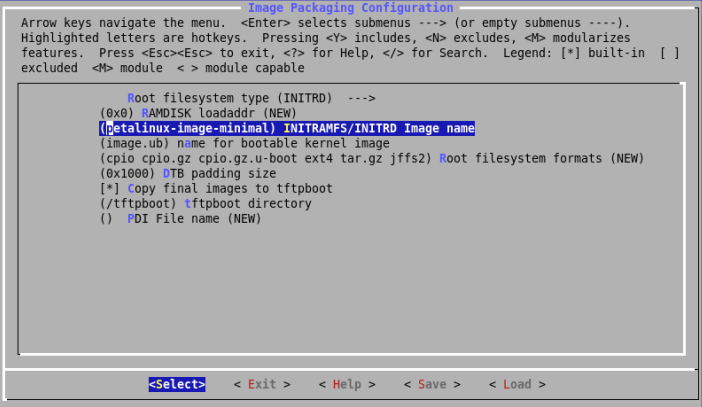 Image Packaging Configuration
Arrow keys navigate the menu.  <Enter> selects submenus ---> (or empty submenus ----).
Highlighted letters are hotkeys.  Pressing <Y> includes, <N> excludes, <M> modularizes
features.  Press <Esc><Esc> to exit, <?> for Help, </> for Search.  Legend: [*] built-in  [ ]
excluded  <M> module  < > module capable
Root filesystem type (INITRD)  --->
(0x0) RAMDISK loadaddr (NEW)
(petalinux-image-minimal) INITRAMFS/INITRD Image name
(image.ub) name for bootable kernel image
(cpio cpio.gz cpio.gz.u-boot ext4 tar.gz jffs2) Root filesystem formats (NEW)
(0x1000) DTB padding size
[*] Copy final images to tftpboot
(/tftpboot) tftpboot directory
()  PDI File name (NEW)
<Select>    < Exit >    < Help >    < Save >    < Load >